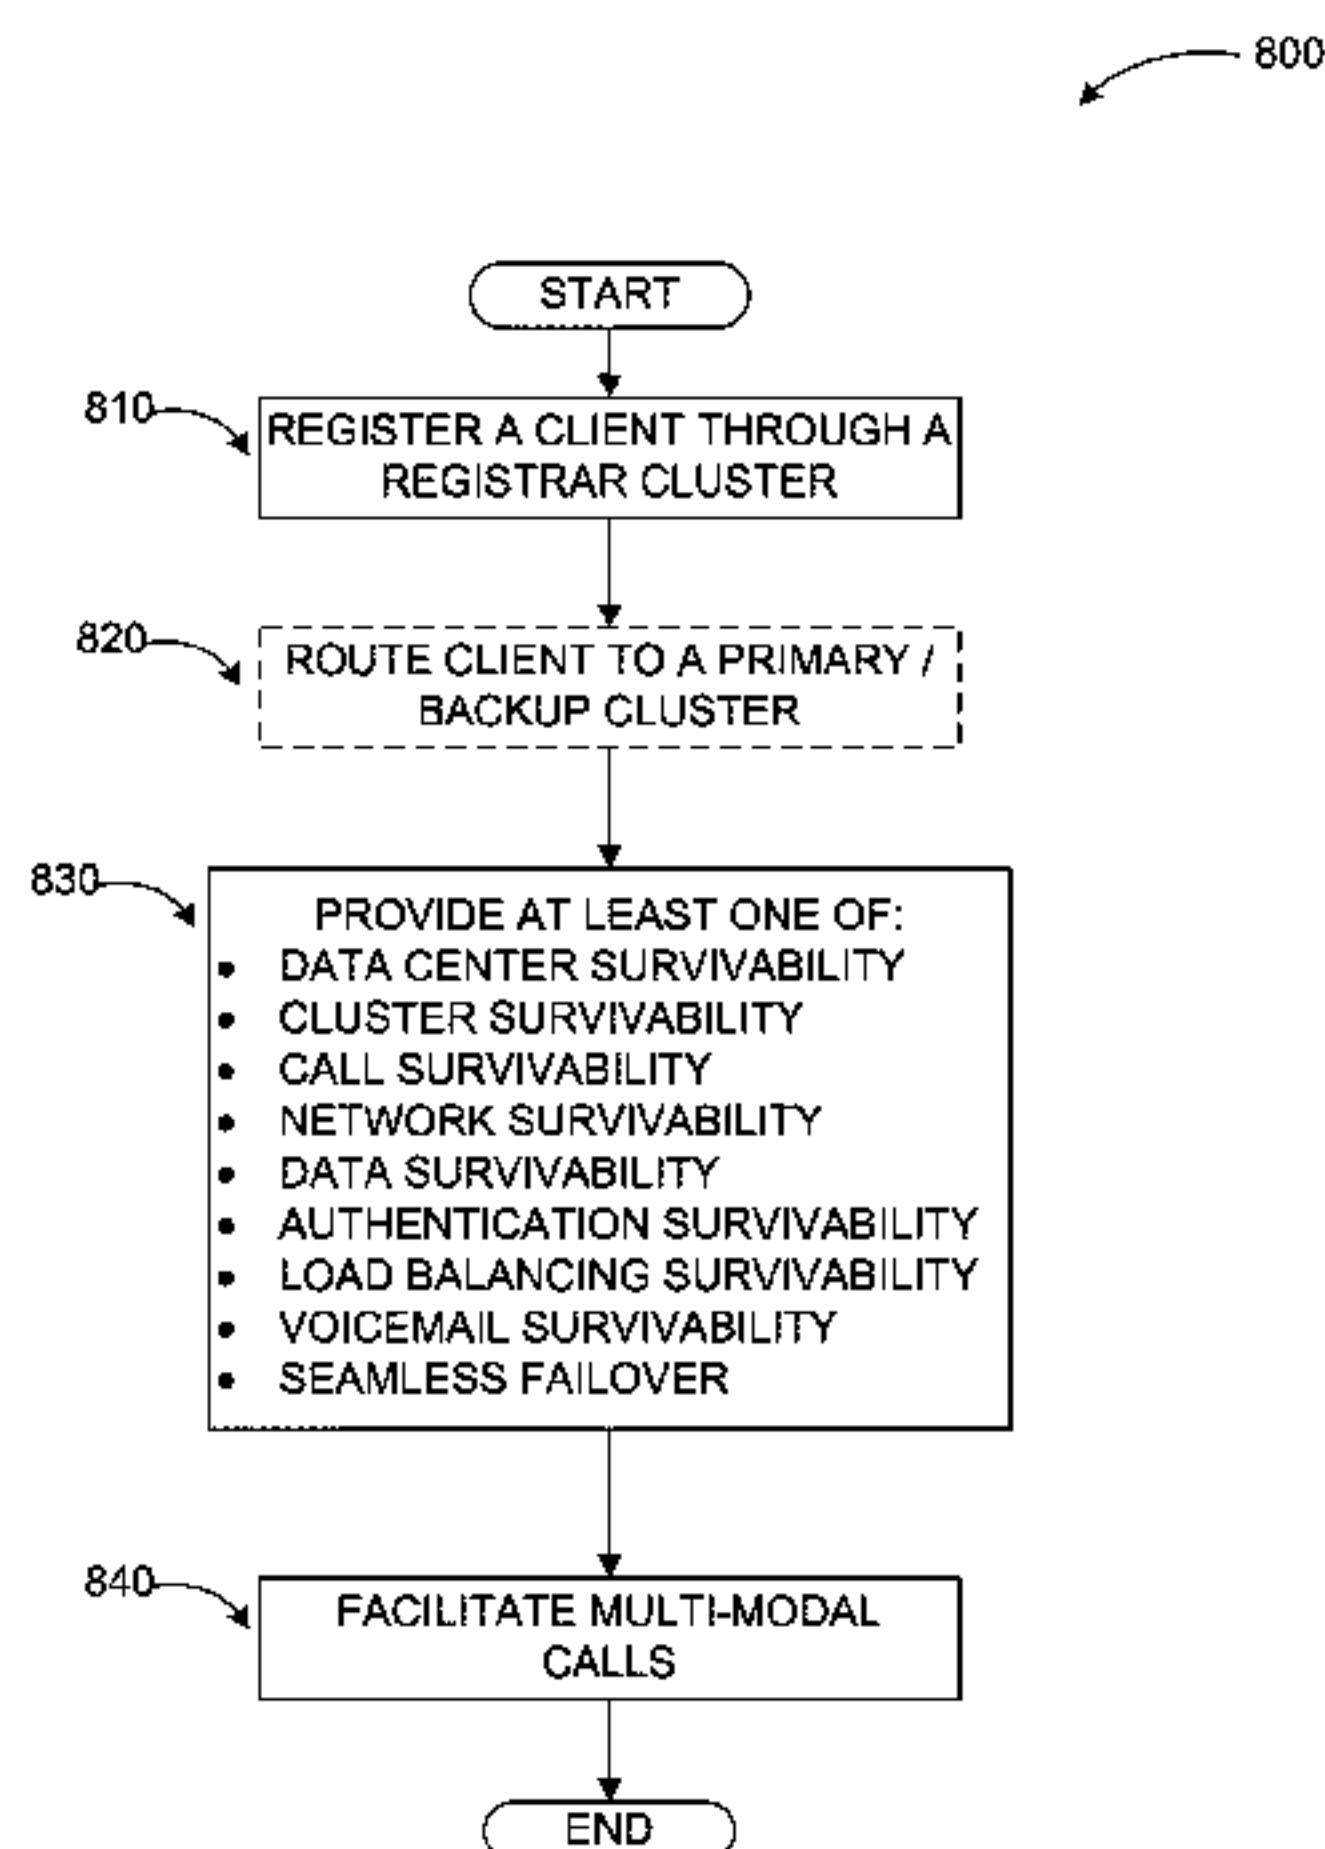 800
START
810
REGISTER A CLIENT THROUGH A
REGISTRAR CLUSTER
820
ROUTE CLIENT TO A PRIMARY /
BACKUP CLUSTER
830
PROVIDE AT LEAST ONE OF:
• DATA CENTER SURVIVABILITY
• CLUSTER SURVIVABILITY
• CALL SURVIVABILITY
• NETWORK SURVIVABILITY
• DATA SURVIVABILITY
• AUTHENTICATION SURVIVABILITY
• LOAD BALANCING SURVIVABILITY
• VOICEMAIL SURVIVABILITY
• SEAMLESS FAILOVER
840
FACILITATE MULTI-MODAL
CALLS
END